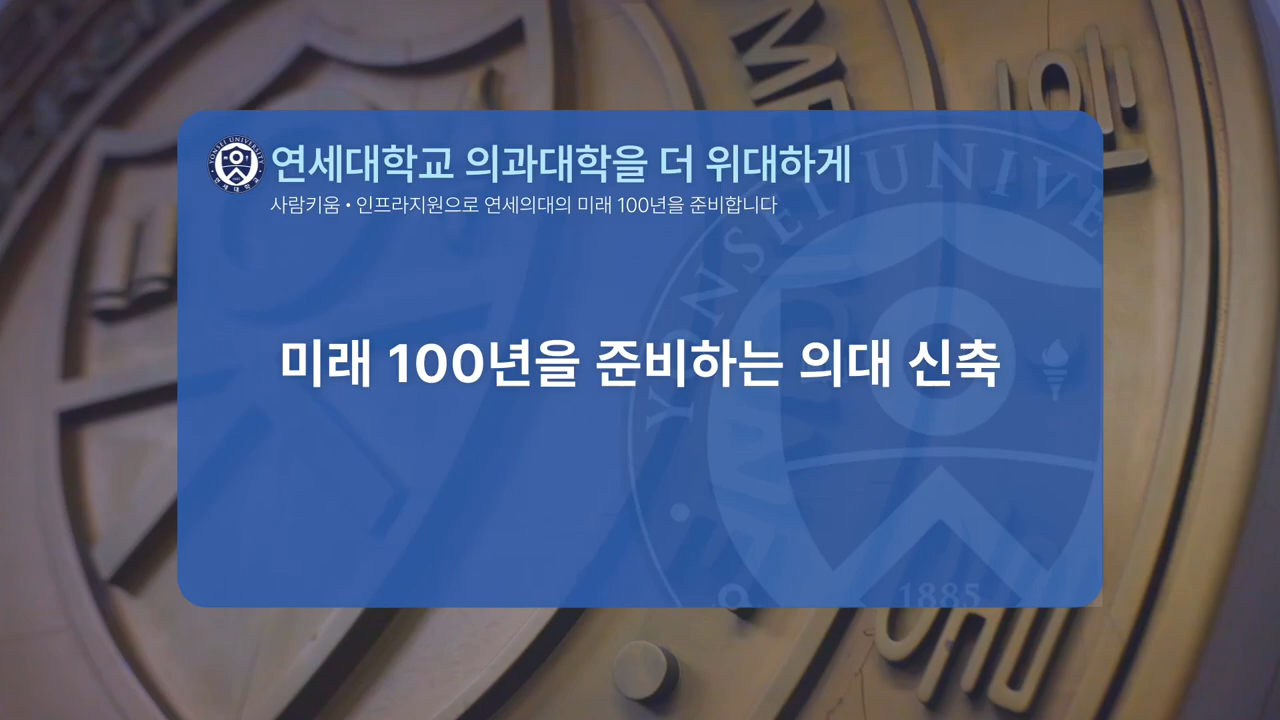 연세대학교 의과대학을 더 위대하게
사람키움 • 인프라지원으로 연세의대의 미래 100년을 준비합니다
미래 100년을 준비하는 의대 신축
YONSEI UNIVE
1885